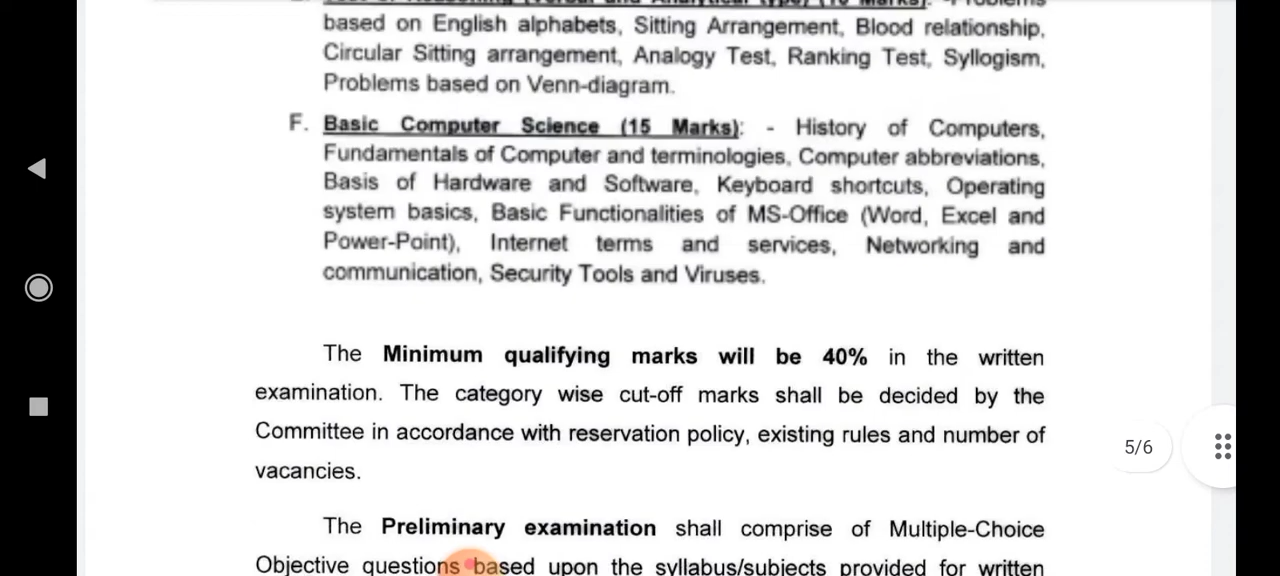 based on English alphabets, Sitting Arrangement, Blood relationship,
Circular Sitting arrangement, Analogy Test, Ranking Test, Syllogism,
Problems based on Venn-diagram.
F. Basic Computer Science (15 Marks): - History of Computers,
Fundamentals of Computer and terminologies, Computer abbreviations,
Basis of Hardware and Software, Keyboard shortcuts, Operating
system basics, Basic Functionalities of MS-Office (Word, Excel and
Power-Point), Internet terms and services, Networking and
communication, Security Tools and Viruses.
The Minimum qualifying marks will be 40% in the written
examination. The category wise cut-off marks shall be decided by the
Committee in accordance with reservation policy, existing rules and number of
vacancies.
5/6
The Preliminary examination shall comprise of Multiple-Choice
Objective questions based upon the syllabus/subjects provided for written